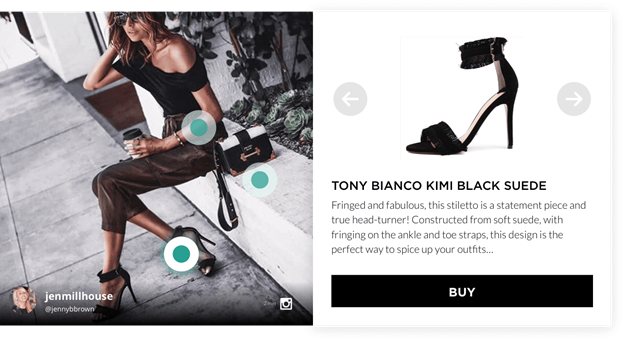 jenmillhouse
@jennybbrown
TONY BIANCO KIMI BLACK SUEDE
Fringed and fabulous, this stiletto is a statement piece and
true head-turner! Constructed from soft suede, with
fringing on the ankle and toe straps, this design is the
perfect way to spice up your outfits...
BUY